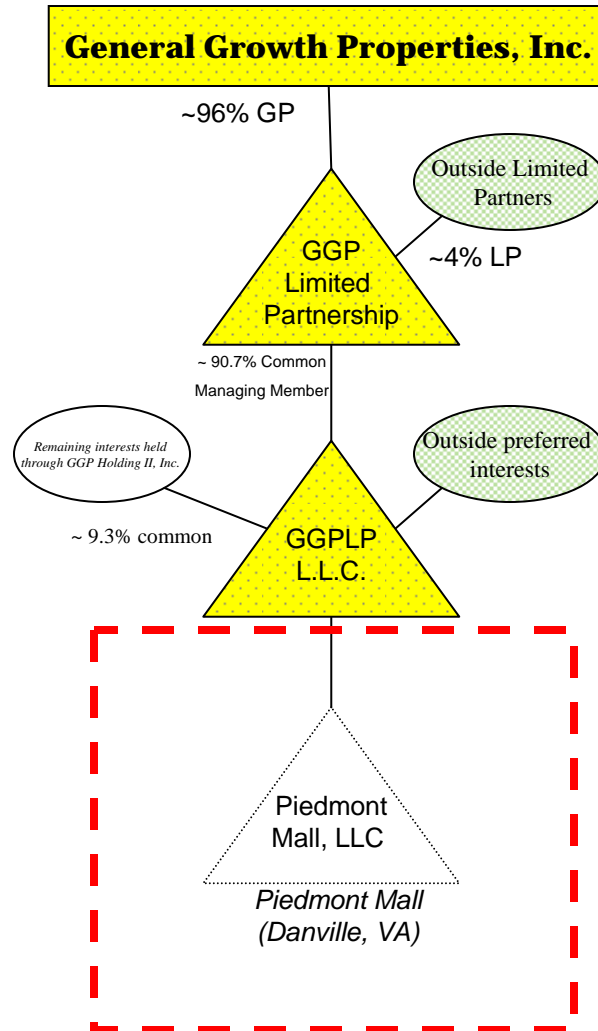 General Growth Properties, Inc.
~96% GP
Outside Limited
Partners
GGP
Limited
Partnership
~4% LP
~ 90.7% Common
Managing Member
Remaining interests held
through GGP Holding II, Inc.
Outside preferred
interests
~ 9.3% common
GGPLP
L.L.C.
Piedmont
Mall, LLC
Piedmont Mall
(Danville, VA)